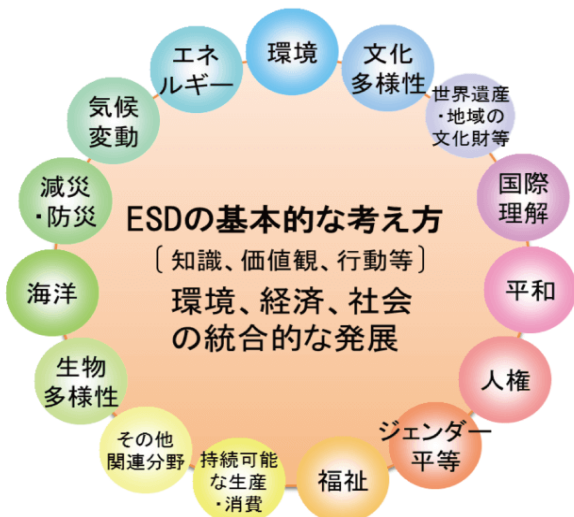 環境
文化
多様性
世界遺産
・地域の
文化財等
国際
理解
平和
人権
ジェンダー
平等
福祉
持続可能
な生産
・消費
その他
関連分野
生物
多様性
海洋
減災
・防災
気候
変動
エネ
ルギー
ESDの基本的な考え方
〔知識、価値観、行動等〕
環境、経済、社会
の統合的な発展